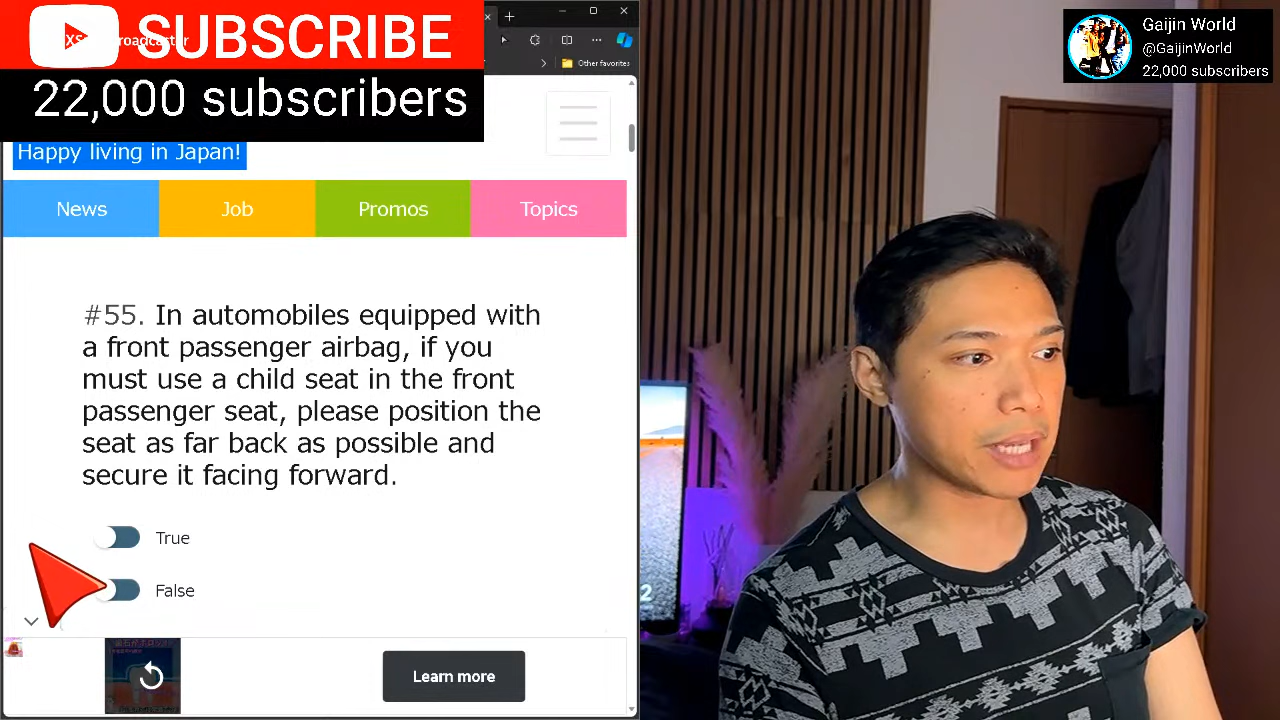 SUBSCRIBE
22,000 subscribers
Gaijin World
@GaijinWorld
22,000 subscribers
Other favorites
Happy living in Japan!
News
Job
Promos
Topics
#55. In automobiles equipped with
a front passenger airbag, if you
must use a child seat in the front
passenger seat, please position the
seat as far back as possible and
secure it facing forward.
True
False
Learn more
2